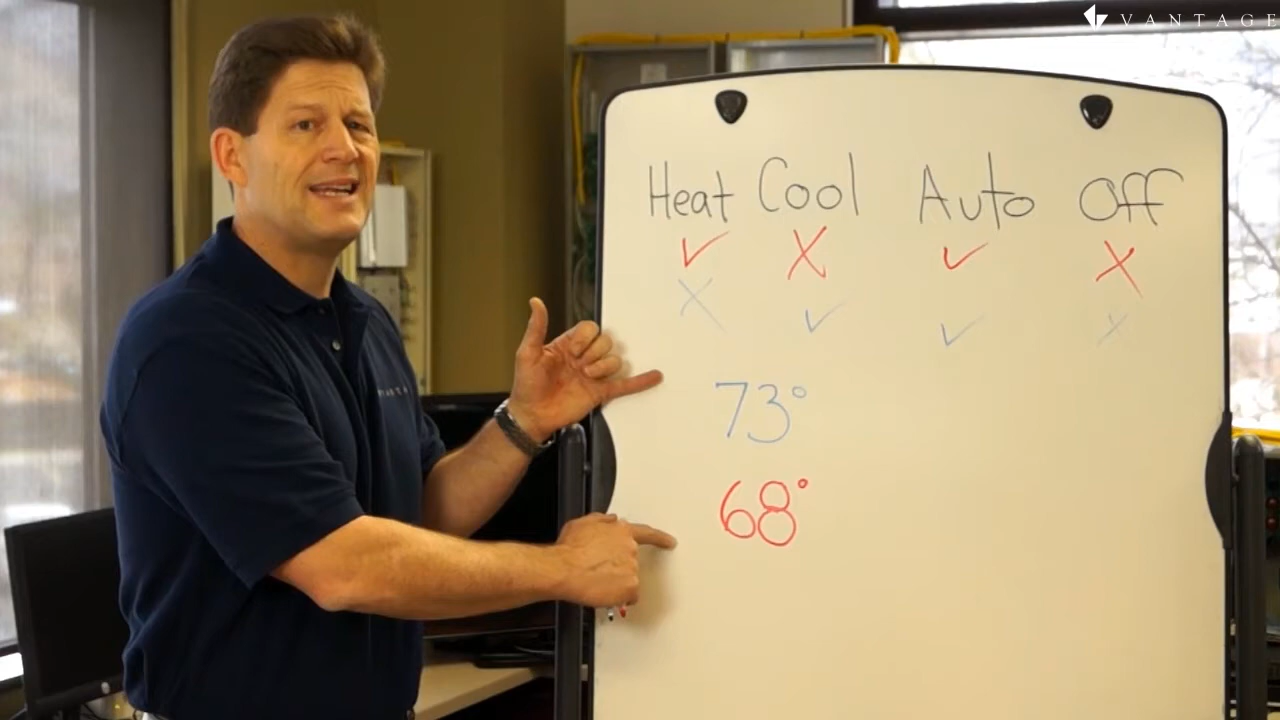 VANTAGE
Heat Cool Auto Off
✓ X ✓ X
X ✓ ✓ X
73°
68°